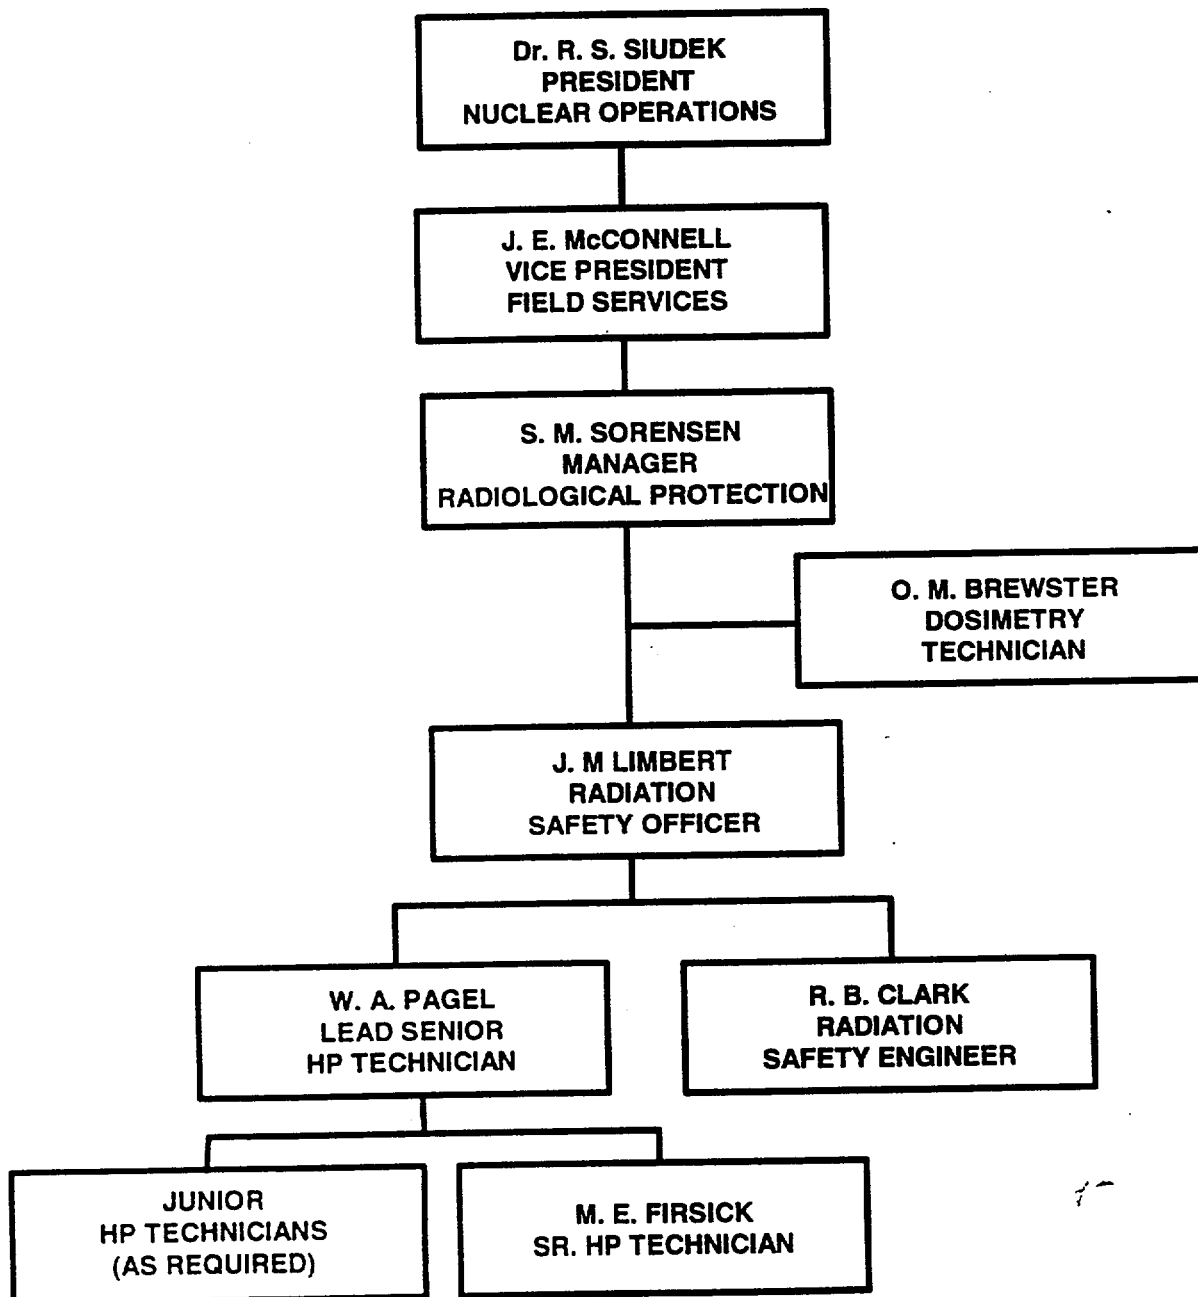 Dr. R. S. SIUDEK
PRESIDENT
NUCLEAR OPERATIONS
J. E. McCONNELL
VICE PRESIDENT
FIELD SERVICES
S. M. SORENSEN
MANAGER
RADIOLOGICAL PROTECTION
O. M. BREWSTER
DOSIMETRY
TECHNICIAN
J. M LIMBERT
RADIATION
SAFETY OFFICER
W. A. PAGEL
LEAD SENIOR
HP TECHNICIAN
R. B. CLARK
RADIATION
SAFETY ENGINEER
JUNIOR
HP TECHNICIANS
(AS REQUIRED)
M. E. FIRSICK
SR. HP TECHNICIAN